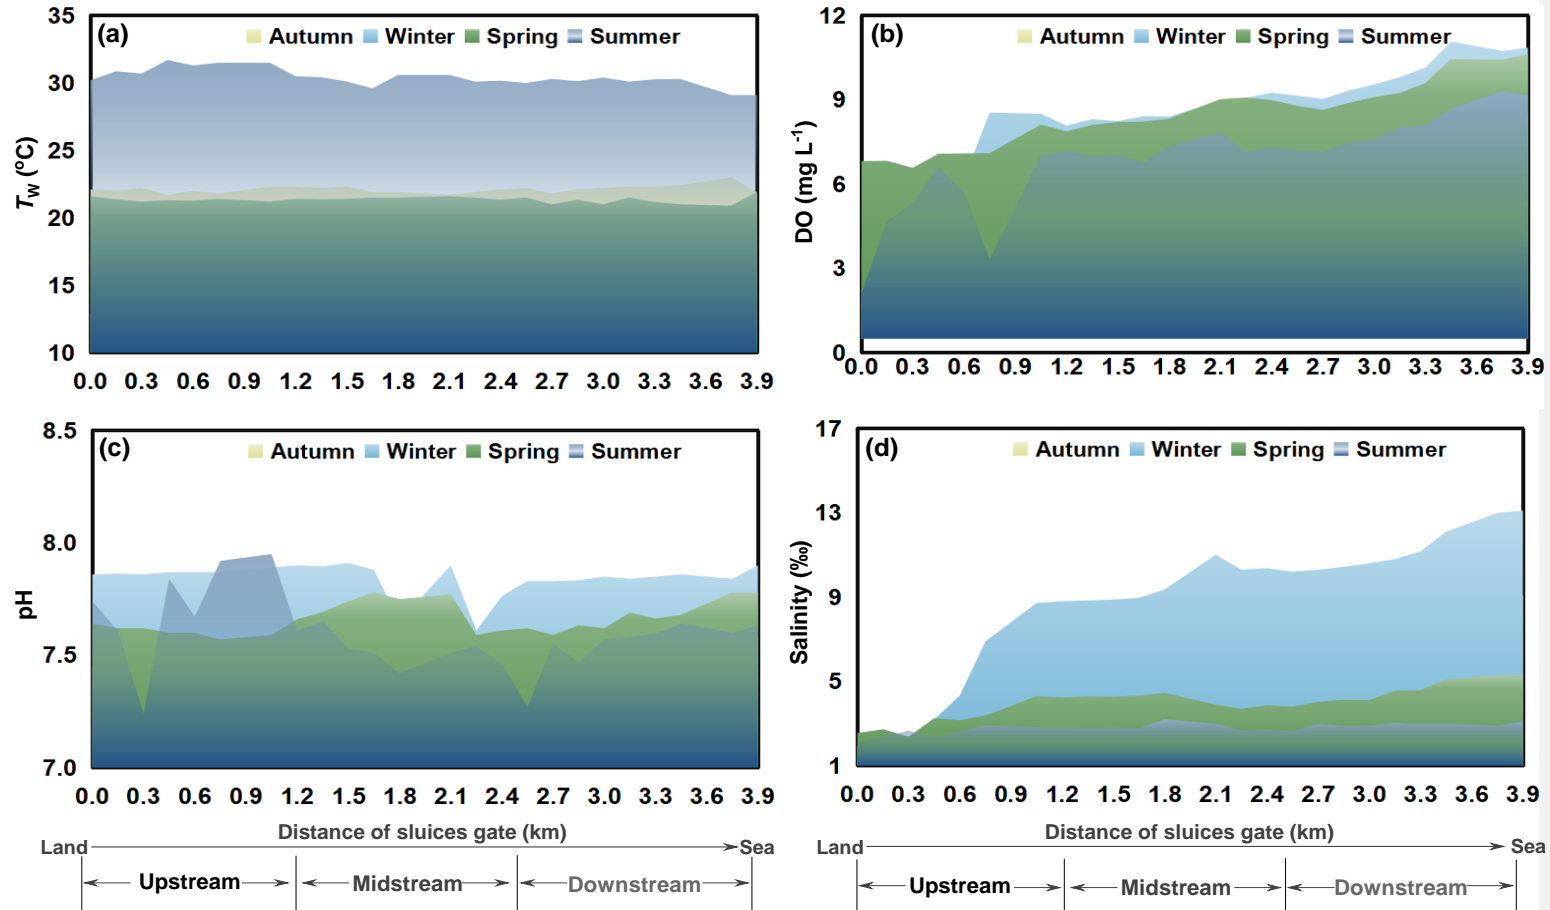 35
(a)
Autumn Winter Spring Summer
30
25
20
15
10
T_W (°C)
0.0 0.3 0.6 0.9 1.2 1.5 1.8 2.1 2.4 2.7 3.0 3.3 3.6 3.9
12
(b)
Autumn Winter Spring Summer
9
6
3
0
DO (mg L⁻¹)
0.0 0.3 0.6 0.9 1.2 1.5 1.8 2.1 2.4 2.7 3.0 3.3 3.6 3.9
8.5
(c)
Autumn Winter Spring Summer
8.0
7.5
7.0
pH
0.0 0.3 0.6 0.9 1.2 1.5 1.8 2.1 2.4 2.7 3.0 3.3 3.6 3.9
Distance of sluices gate (km)
Land Sea
Upstream Midstream Downstream
17
(d)
Autumn Winter Spring Summer
13
9
5
1
Salinity (‰)
0.0 0.3 0.6 0.9 1.2 1.5 1.8 2.1 2.4 2.7 3.0 3.3 3.6 3.9
Distance of sluices gate (km)
Land Sea
Upstream Midstream Downstream